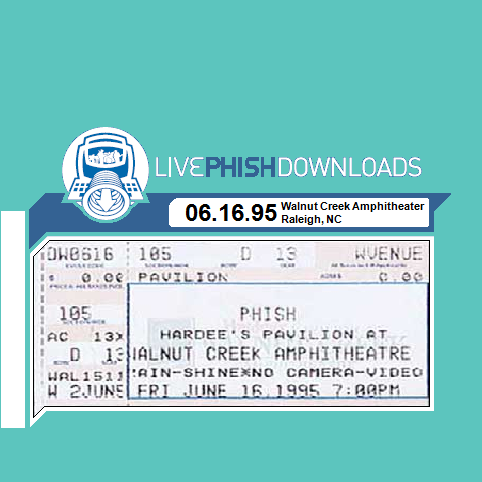 LIVEPHISHDOWNLOADS
06.16.95 Walnut Creek Amphitheater
Raleigh, NC
DW0616 105 D 13 WVENUE
$ 0.00 PAVILION 0.00
105
PHISH
HARDEE'S PAVILION AT
AC 13X
D 13 WALNUT CREEK AMPHITHEATRE
WAL1511 RAIN-SHINE*NO CAMERA-VIDEO
W 2JUN5 FRI JUNE 16,1995 7:00PM